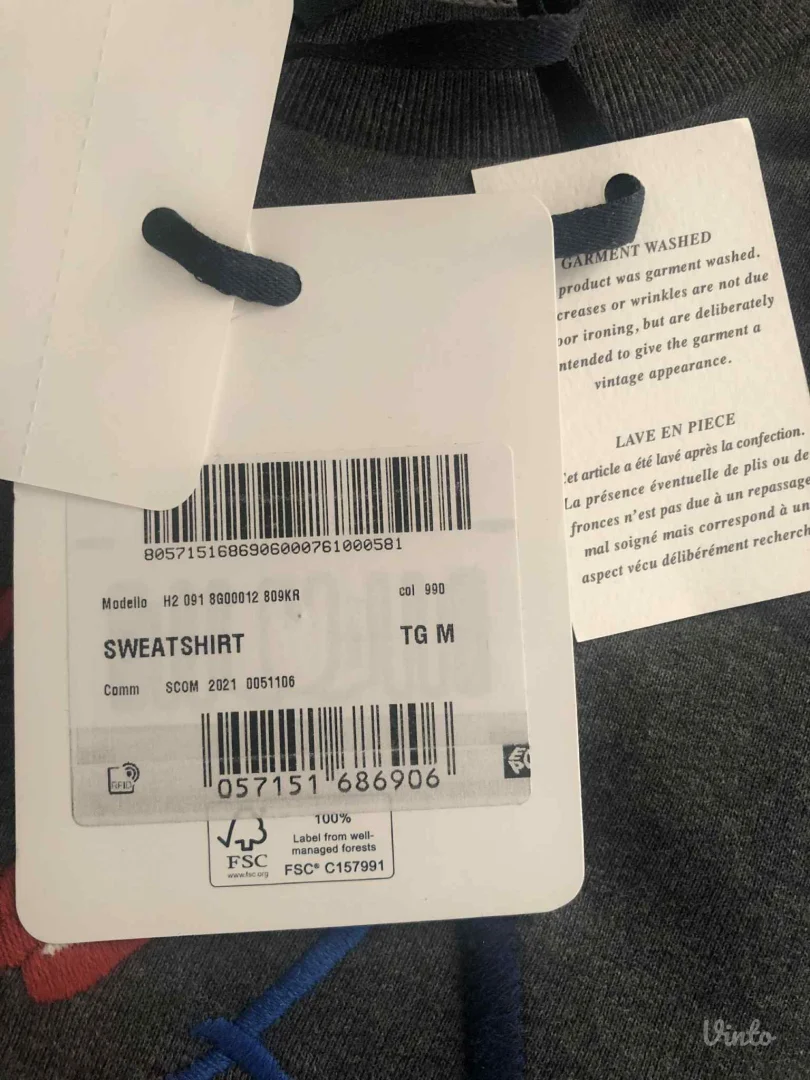 GARMENT WASHED
product was garment washed.
creases or wrinkles are not due
oor ironing, but are deliberately
ntended to give the garment a
vintage appearance.
LAVE EN PIECE
et article a été lavé après la confection.
La présence éventuelle de plis ou de
fronces n'est pas due à un repassage
mal soigné mais correspond à un
aspect vécu délibérément recherch
8057151686906000761000581
Modello H2 091 8G00012 809KR col 990
SWEATSHIRT TG M
Comm SCOM 2021 0051106
RFID
057151 686906
100%
Label from well-
managed forests
FSC
www.fsc.org
FSC® C157991
Vinto